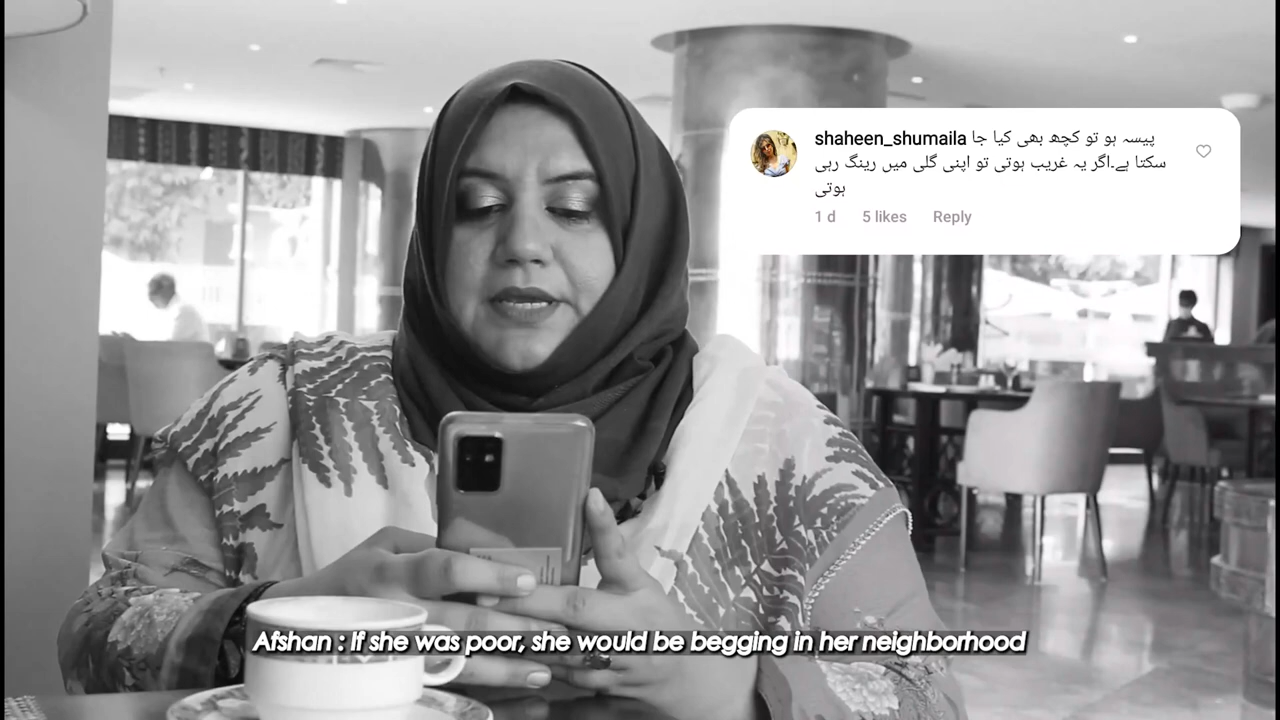 shaheen_shumaila پیسہ ہو تو کچھ بھی کیا جا
سکتا ہے۔اگر یہ غریب ہوتی تو اپنی گلی میں رینگ رہی
ہوتی
1 d 5 likes Reply
Afshan : If she was poor, she would be begging in her neighborhood